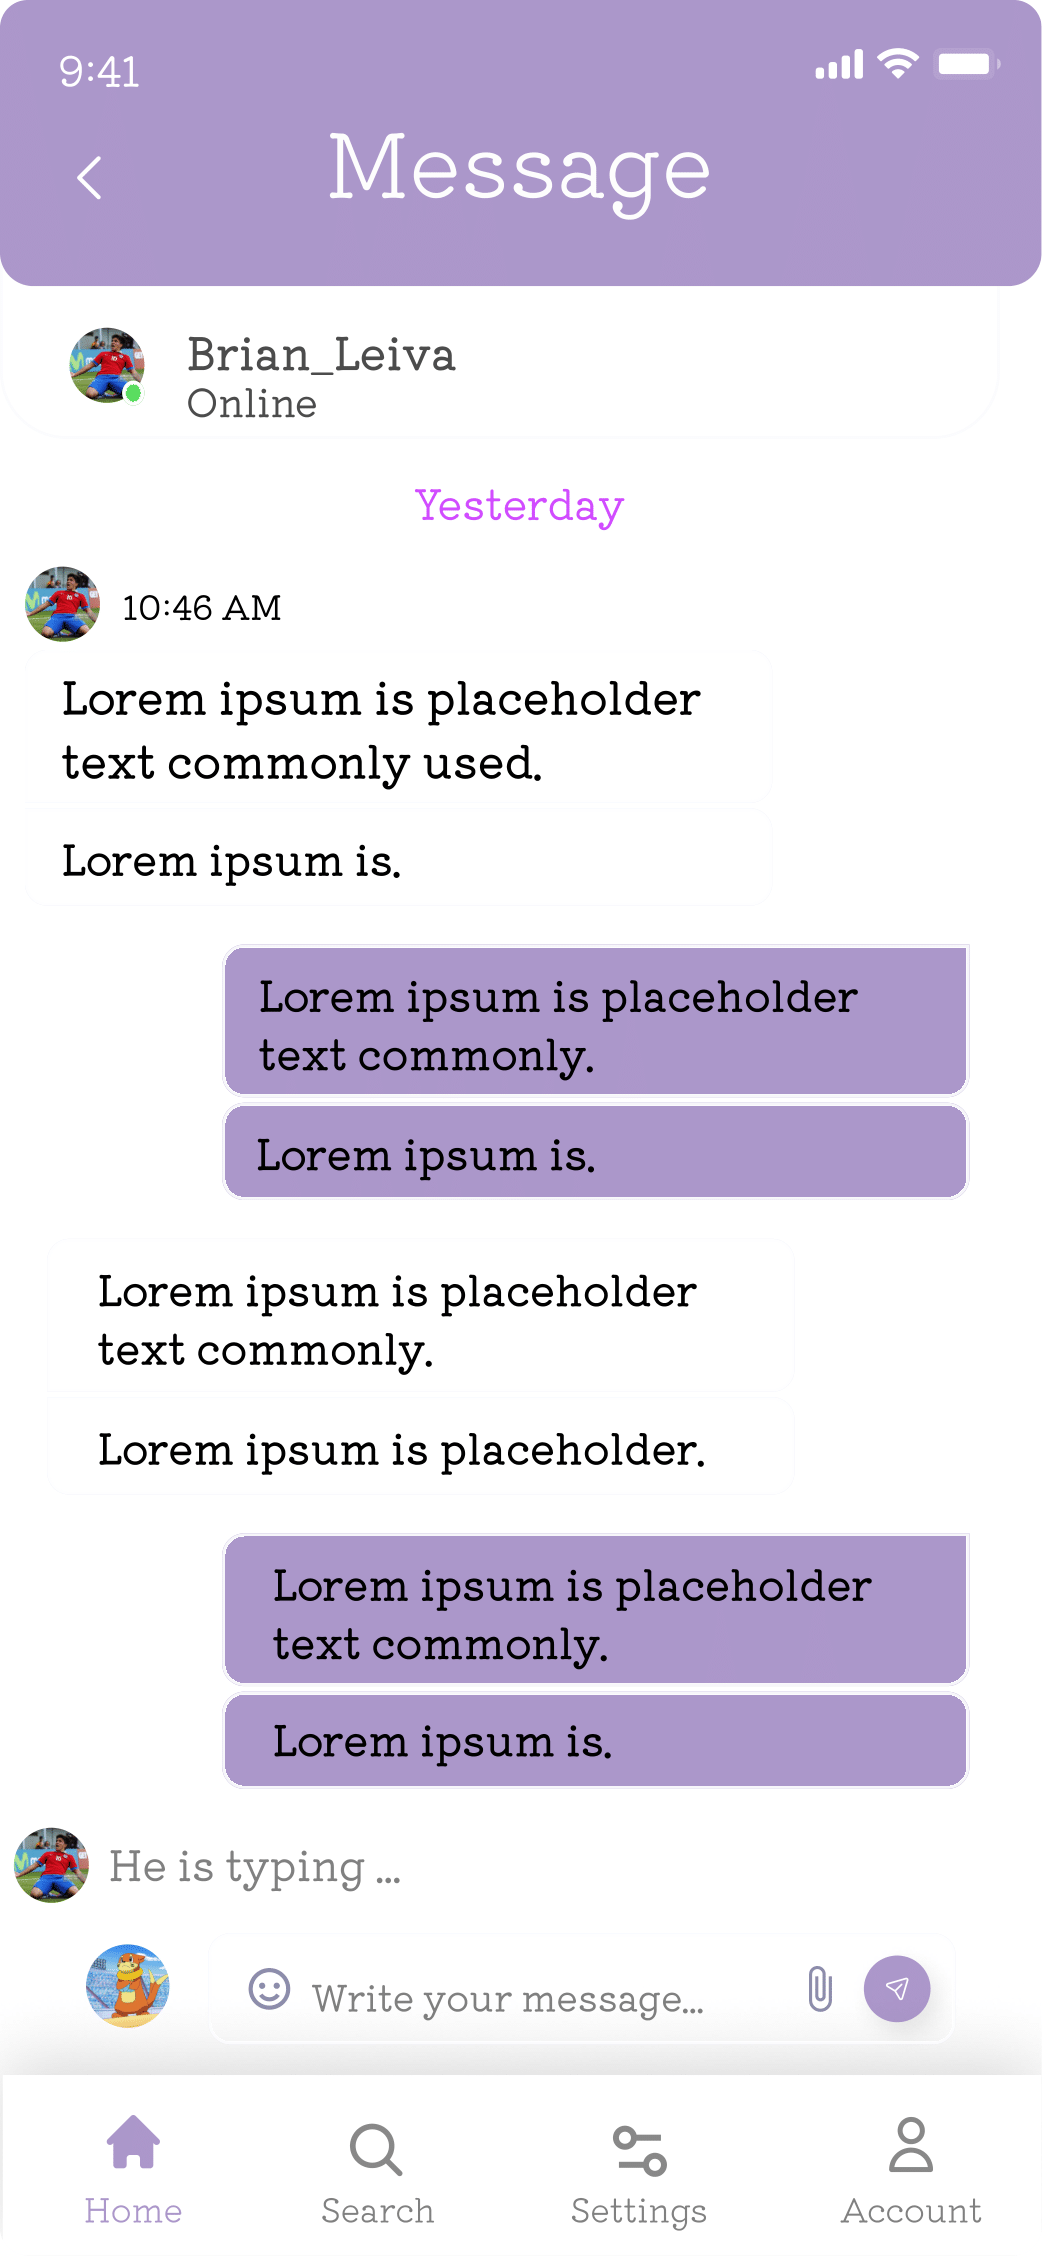 9:41
Message
Brian_Leiva
Online
Yesterday
10:46 AM
Lorem ipsum is placeholder
text commonly used.
Lorem ipsum is.
Lorem ipsum is placeholder
text commonly.
Lorem ipsum is.
Lorem ipsum is placeholder
text commonly.
Lorem ipsum is placeholder.
Lorem ipsum is placeholder
text commonly.
Lorem ipsum is.
He is typing ...
Write your message...
Home
Search
Settings
Account